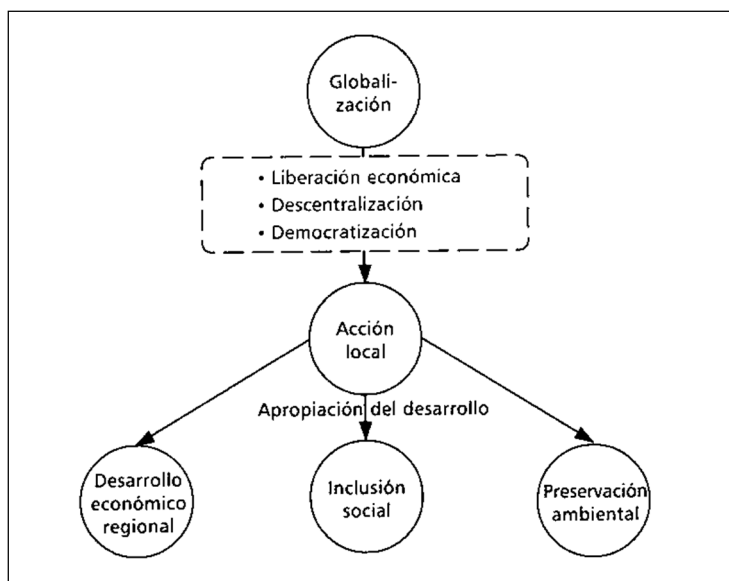 Globali-
zación
• Liberación económica
• Descentralización
• Democratización
Acción
local
Apropiación del desarrollo
Desarrollo
económico
regional
Inclusión
social
Preservación
ambiental